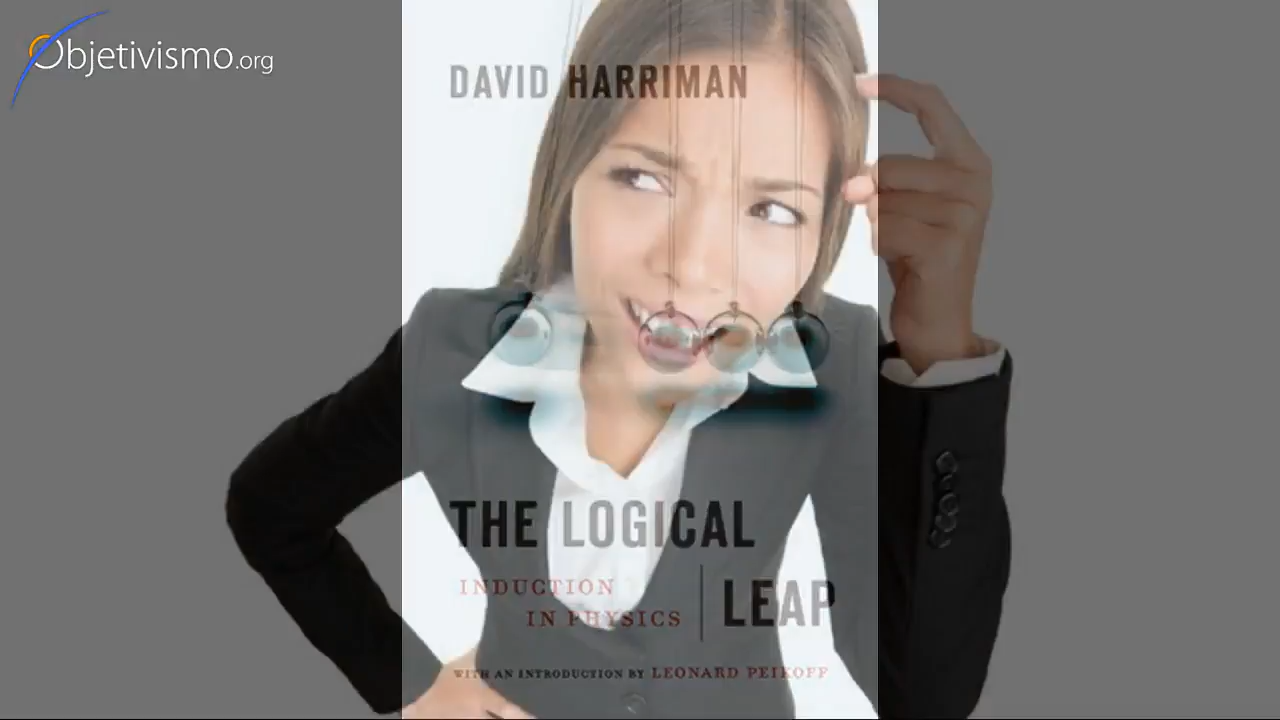 Objetivismo.org
DAVID HARRIMAN
THE LOGICAL
INDUCTION
IN PHYSICS
LEAP
WITH AN INTRODUCTION BY LEONARD PEIKOFF